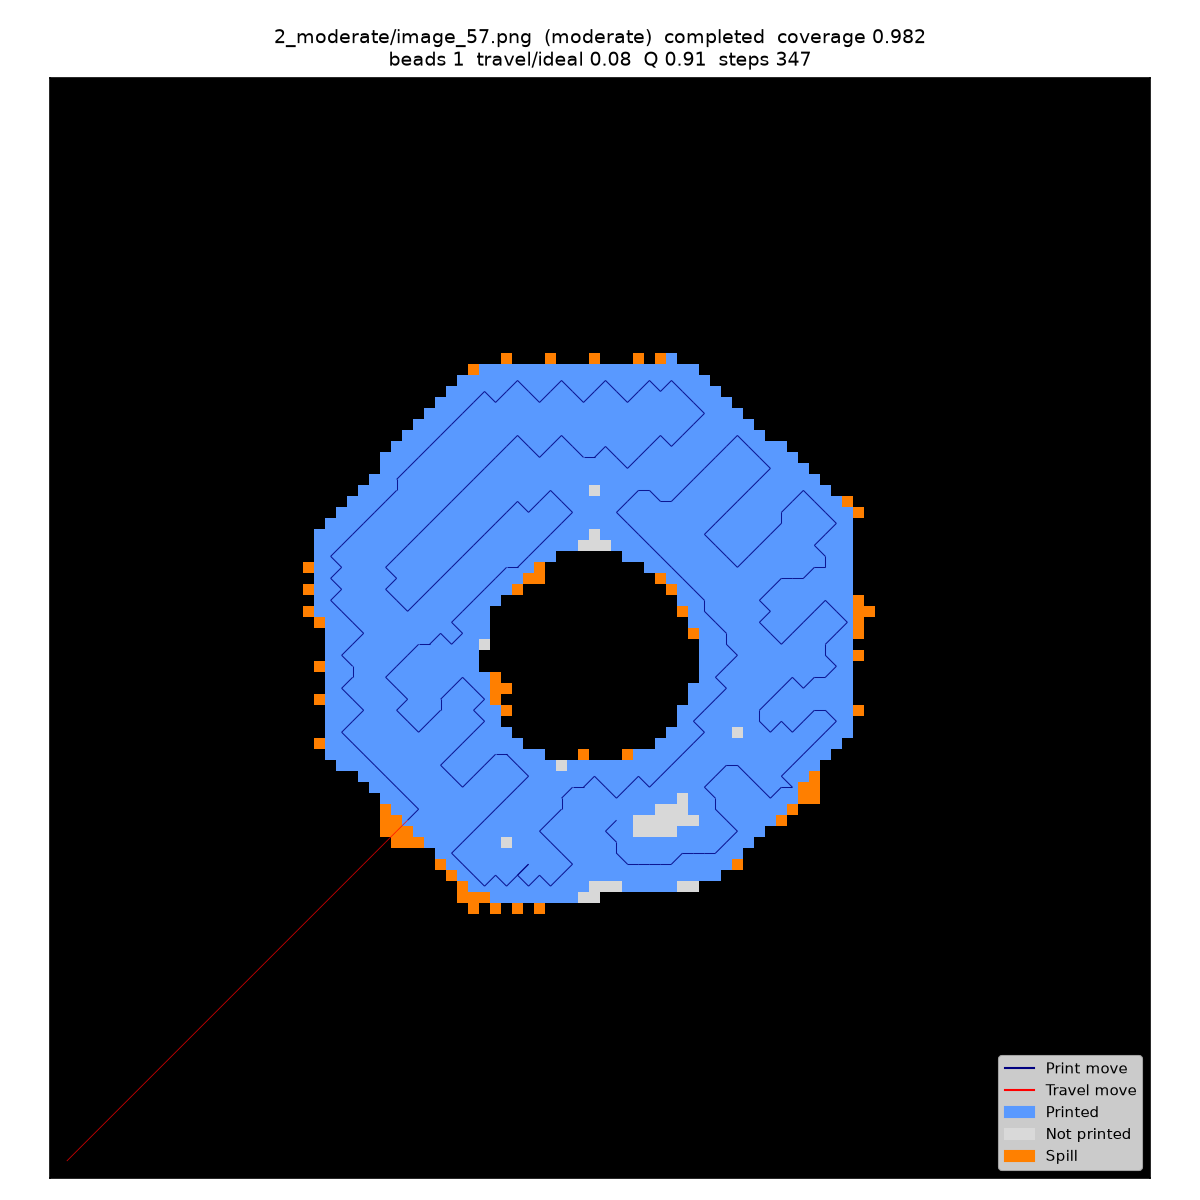 2_moderate/image_57.png  (moderate)  completed  coverage 0.982
beads 1  travel/ideal 0.08  Q 0.91  steps 347
Print move
Travel move
Printed
Not printed
Spill